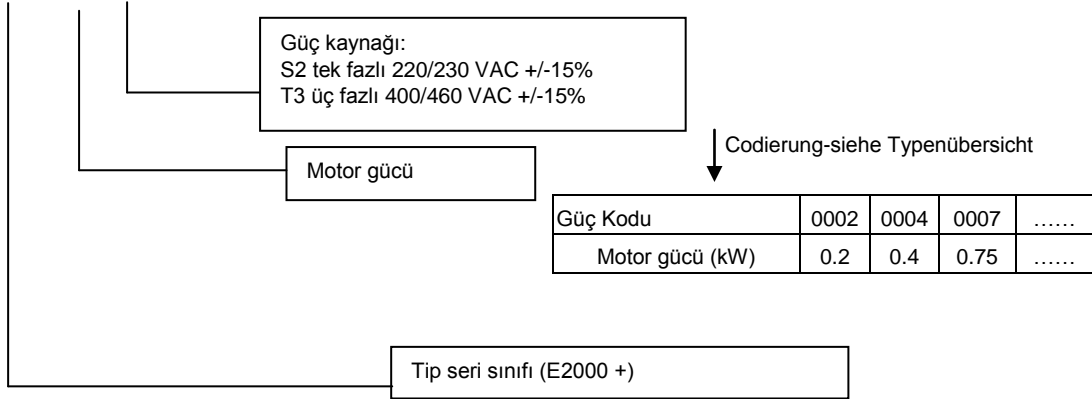 Güç kaynağı:
S2 tek fazlı 220/230 VAC +/-15%
T3 üç fazlı 400/460 VAC +/-15%
Codierung-siehe Typenübersicht
Motor gücü
Güç Kodu 0002 0004 0007 ……
Motor gücü (kW) 0.2 0.4 0.75 ……
Tip seri sınıfı (E2000 +)